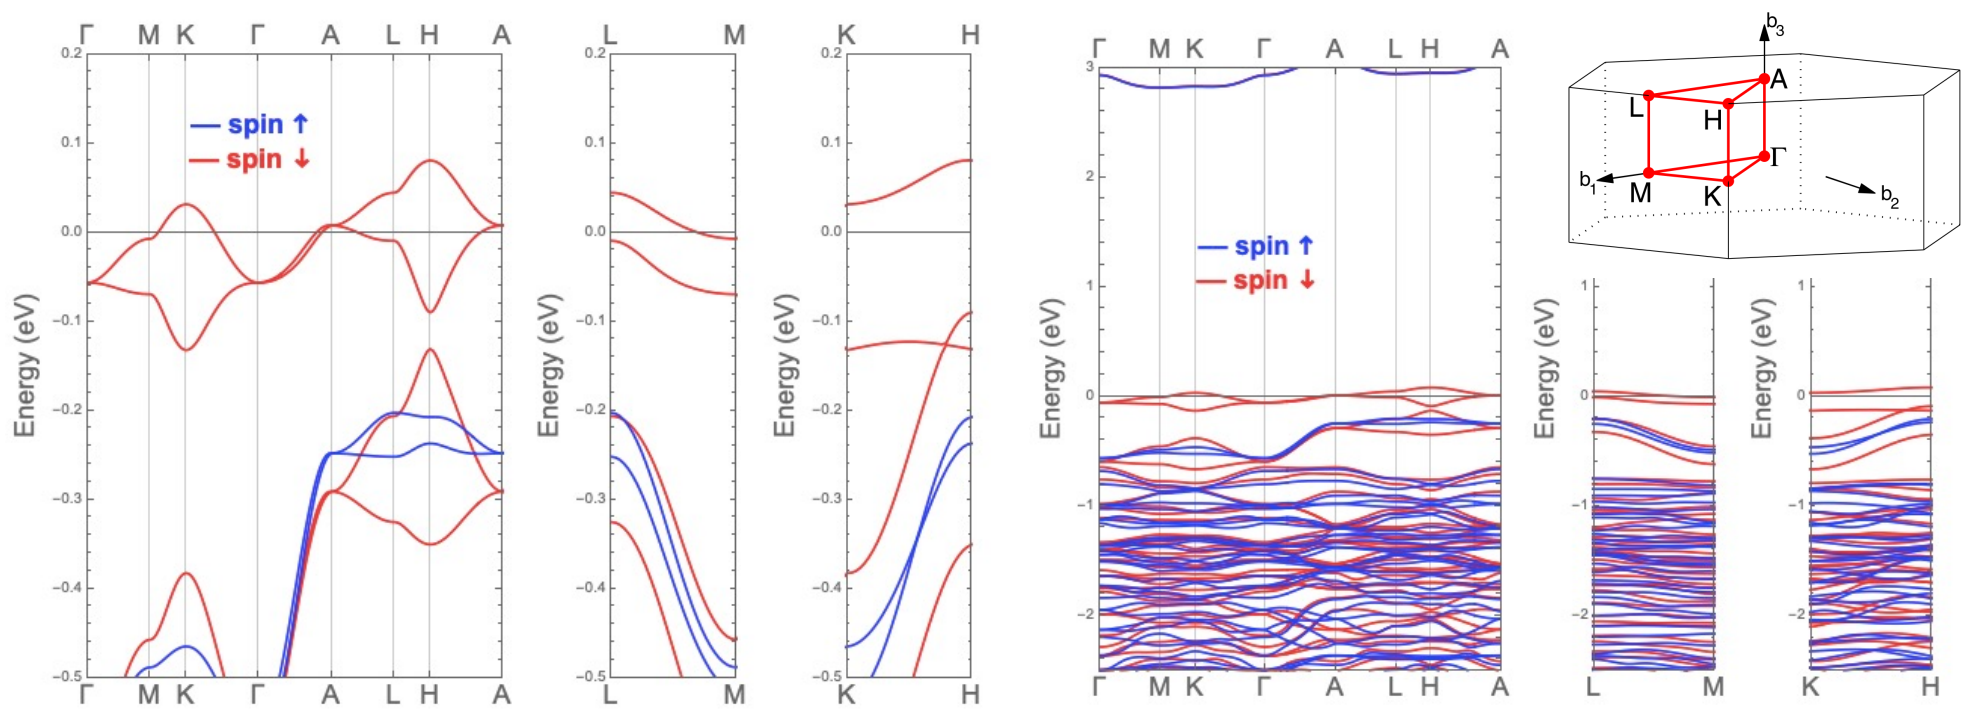 Γ M K Γ A L H A
0.2
0.1
0.0
−0.1
−0.2
−0.3
−0.4
−0.5
Energy (eV)
spin ↑
spin ↓
Γ M K Γ A L H A
L M
0.2
0.1
0.0
−0.1
−0.2
−0.3
−0.4
−0.5
Energy (eV)
L M
K H
0.2
0.1
0.0
−0.1
−0.2
−0.3
−0.4
−0.5
Energy (eV)
K H
Γ M K Γ A L H A
3
2
1
0
−1
−2
Energy (eV)
spin ↑
spin ↓
Γ M K Γ A L H A
b3
A
L
H
Γ
b1
M
K
b2
1
0
−1
−2
Energy (eV)
L M
1
0
−1
−2
Energy (eV)
K H